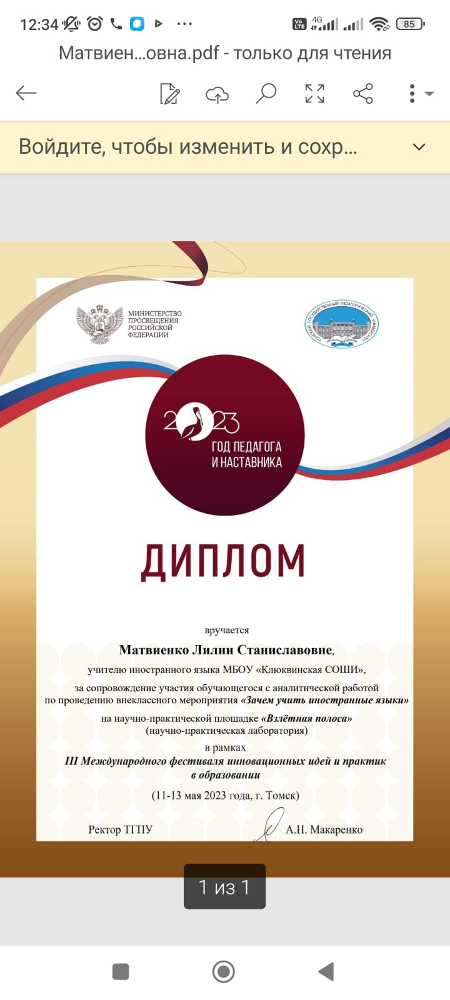 12:34
Vo LTE
4G
85
Матвиен...овна.pdf - только для чтения
Войдите, чтобы изменить и сохр...
МИНИСТЕРСТВО
ПРОСВЕЩЕНИЯ
РОССИЙСКОЙ
ФЕДЕРАЦИИ
ТОМСКИЙ ГОСУДАРСТВЕННЫЙ ПЕДАГОГИЧЕСКИЙ УНИВЕРСИТЕТ
2023
ГОД ПЕДАГОГА
И НАСТАВНИКА
ДИПЛОМ
вручается
Матвиенко Лилии Станиславовне,
учителю иностранного языка МБОУ «Клюквинская СОШИ»,
за сопровождение участия обучающегося с аналитической работой
по проведению внеклассного мероприятия «Зачем учить иностранные языки»
на научно-практической площадке «Взлётная полоса»
(научно-практическая лаборатория)
в рамках
III Международного фестиваля инновационных идей и практик
в образовании
(11-13 мая 2023 года, г. Томск)
Ректор ТГПУ А.Н. Макаренко
1 из 1